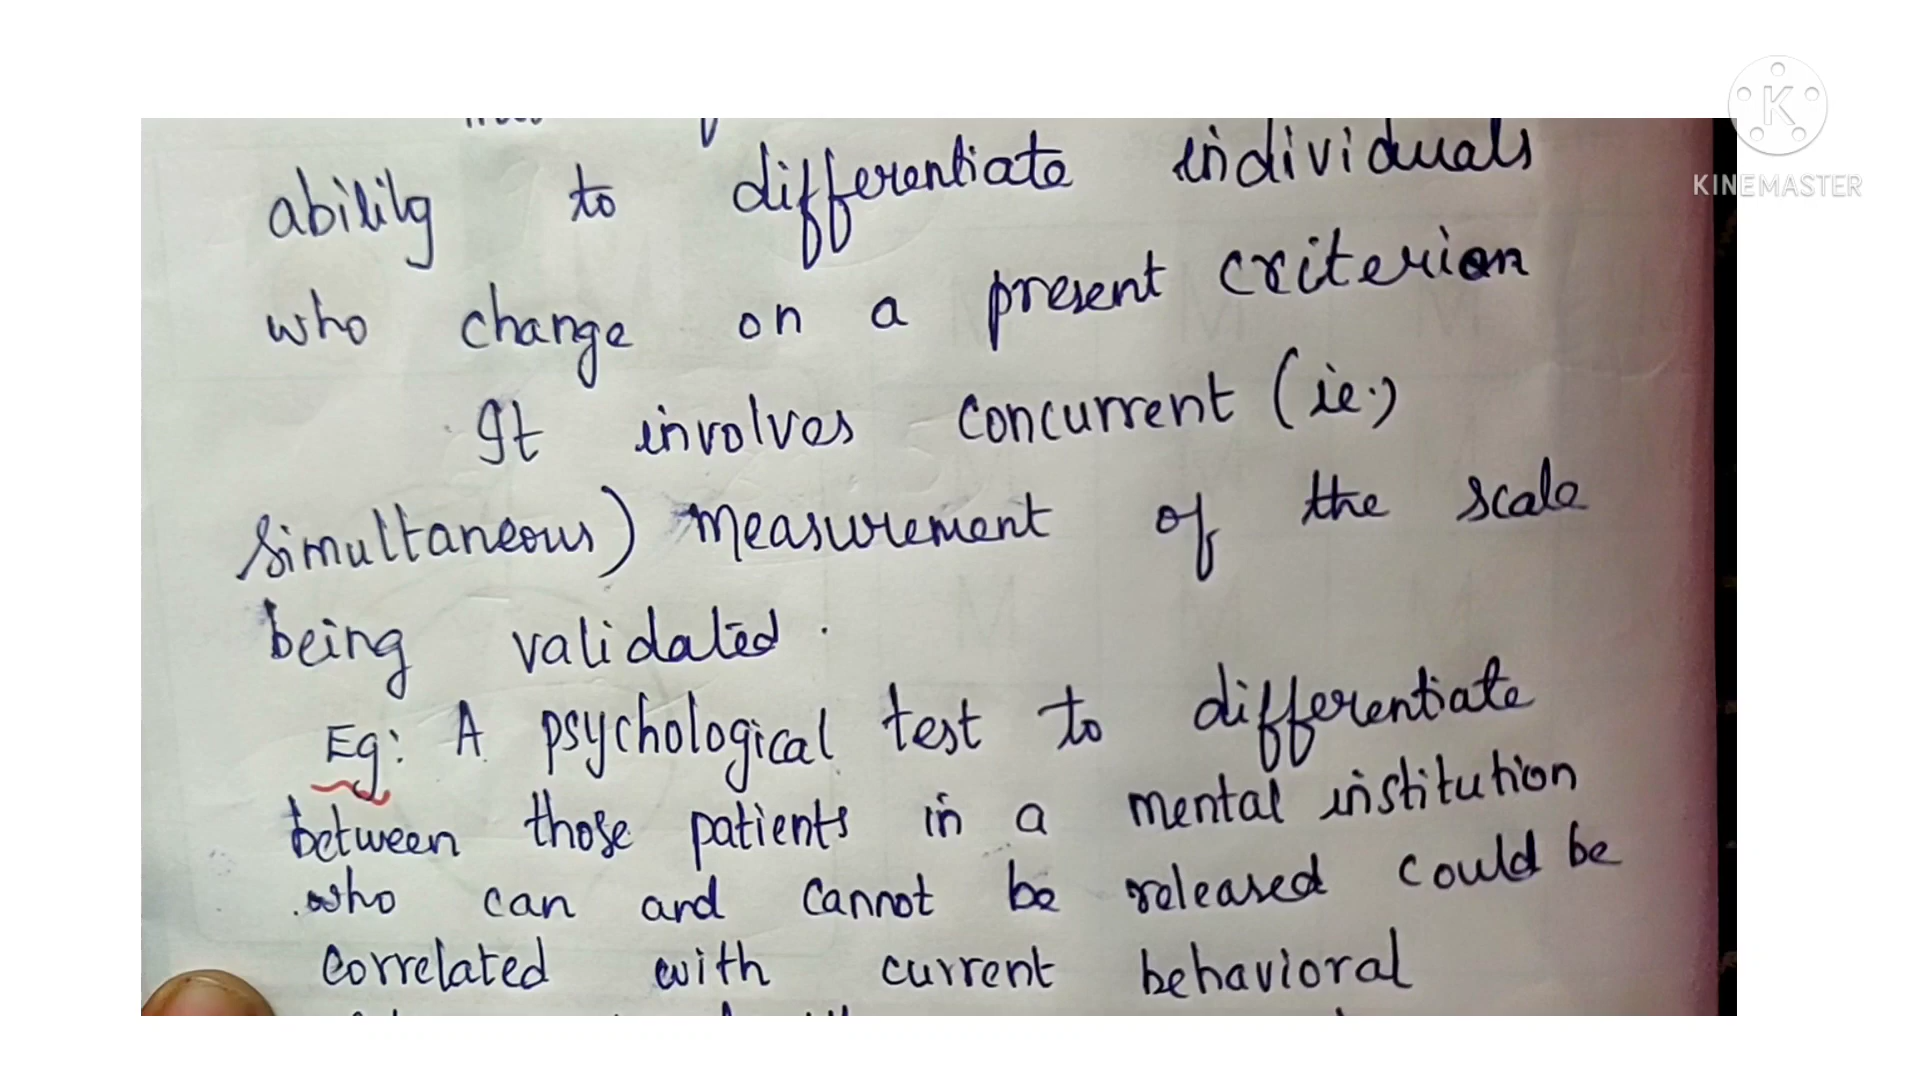 ability to differentiate individuals
who change on a present criterion
It involves concurrent (ie.,
simultaneous) measurement of the scale
being validated.
Eg: A psychological test to differentiate
between those patients in a mental institution
who can and cannot be released could be
correlated with current behavioral
KINEMASTER